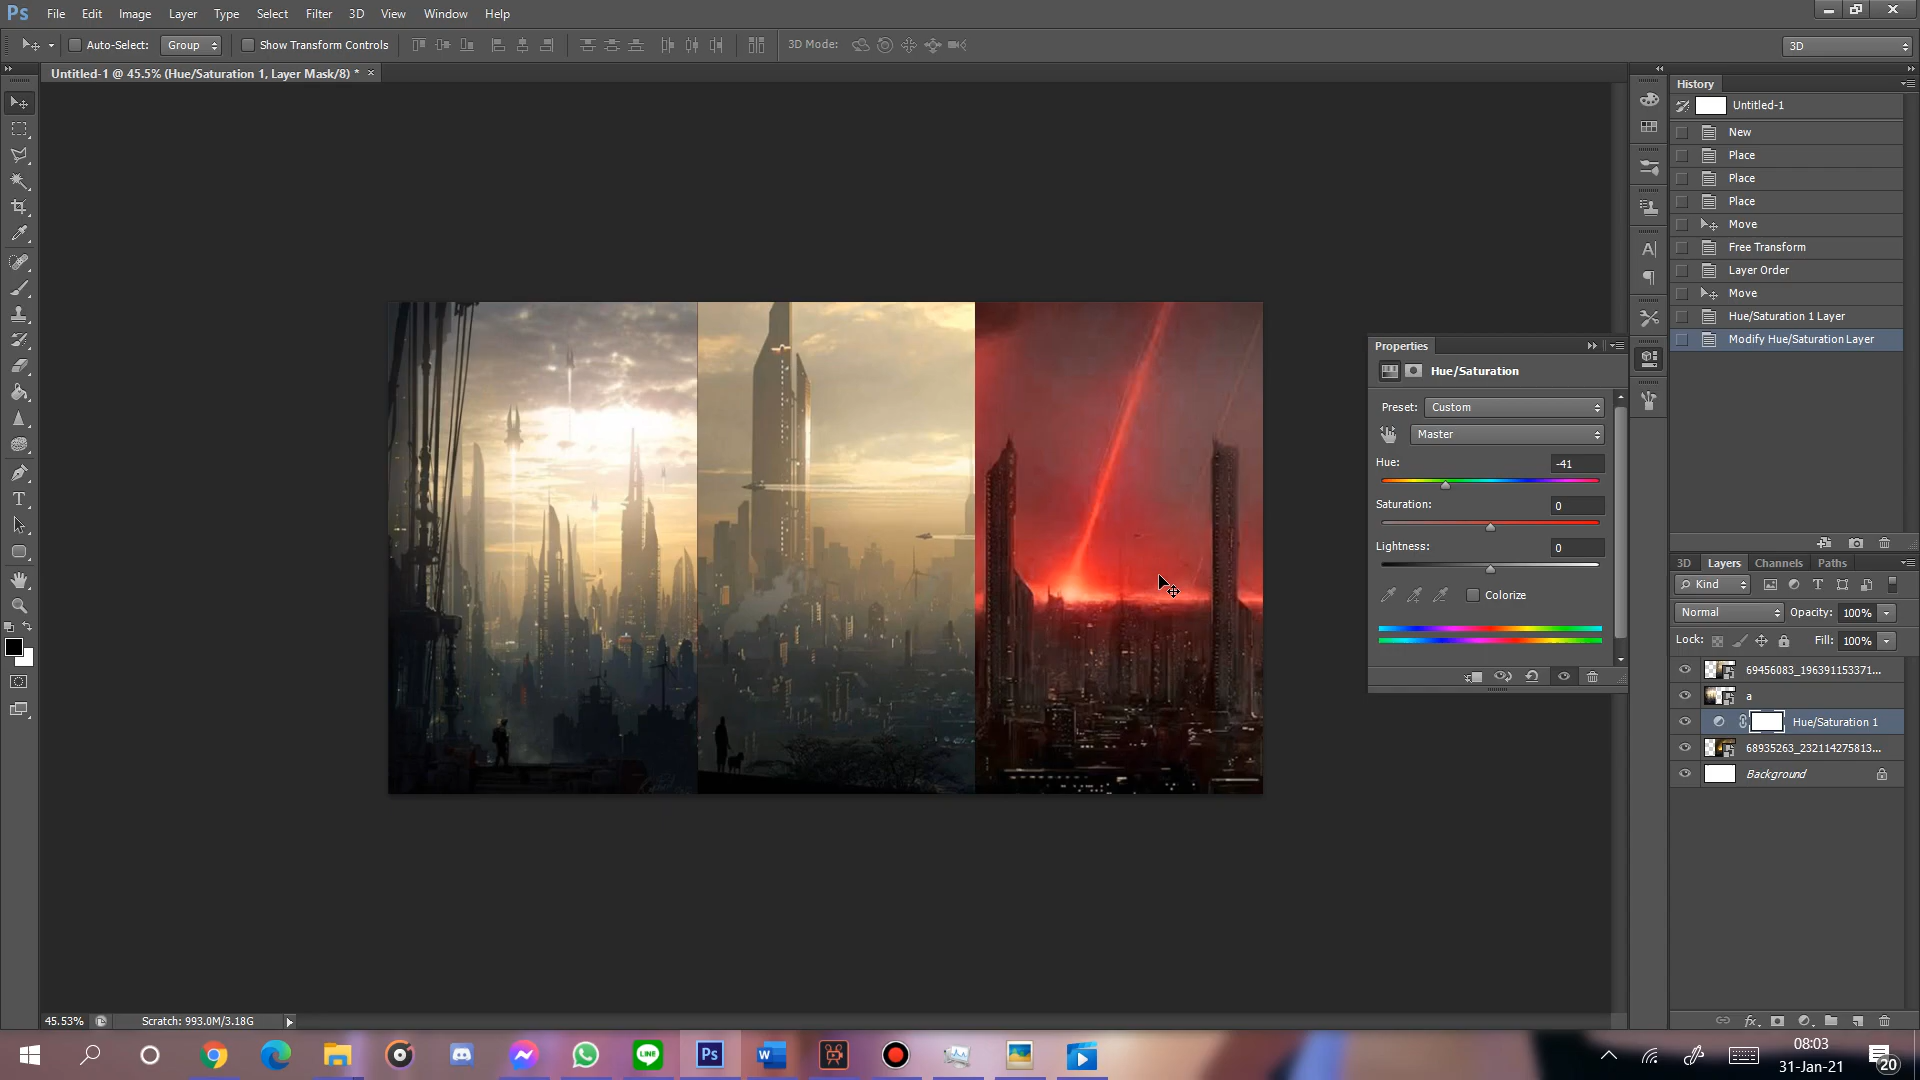 Ps File Edit Image Layer Type Select Filter 3D View Window Help
Auto-Select: Group Show Transform Controls 3D Mode: 3D
Untitled-1 @ 45.5% (Hue/Saturation 1, Layer Mask/8) * ×
History
Untitled-1
New
Place
Place
Place
Move
Free Transform
Layer Order
Move
Hue/Saturation 1 Layer
Modify Hue/Saturation Layer
Properties
Hue/Saturation
Preset: Custom
Master
Hue: -41
Saturation: 0
Lightness: 0
Colorize
3D Layers Channels Paths
Kind
Normal Opacity: 100%
Lock: Fill: 100%
69456083_196391153371...
a
Hue/Saturation 1
68935263_232114275813...
Background
45.53% Scratch: 993.0M/3.18G
LINE Ps W
08:03
31-Jan-21
20